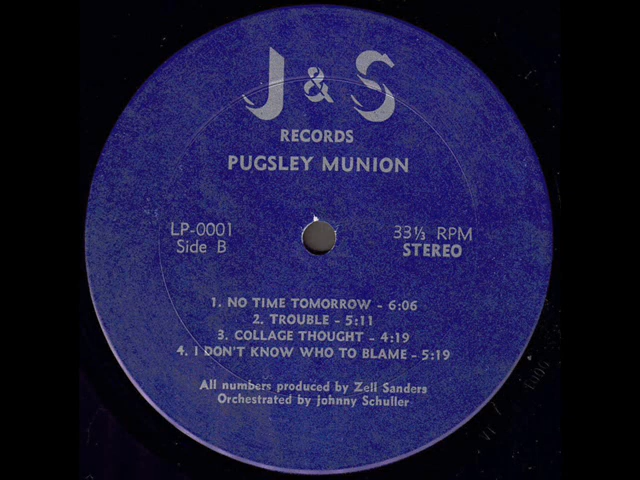 J & S
RECORDS
PUGSLEY MUNION
LP-0001 33⅓ RPM
Side B STEREO
1. NO TIME TOMORROW - 6:06
2. TROUBLE - 5:11
3. COLLAGE THOUGHT - 4:19
4. I DON'T KNOW WHO TO BLAME - 5:19
All numbers produced by Zell Sanders
Orchestrated by Johnny Schuller